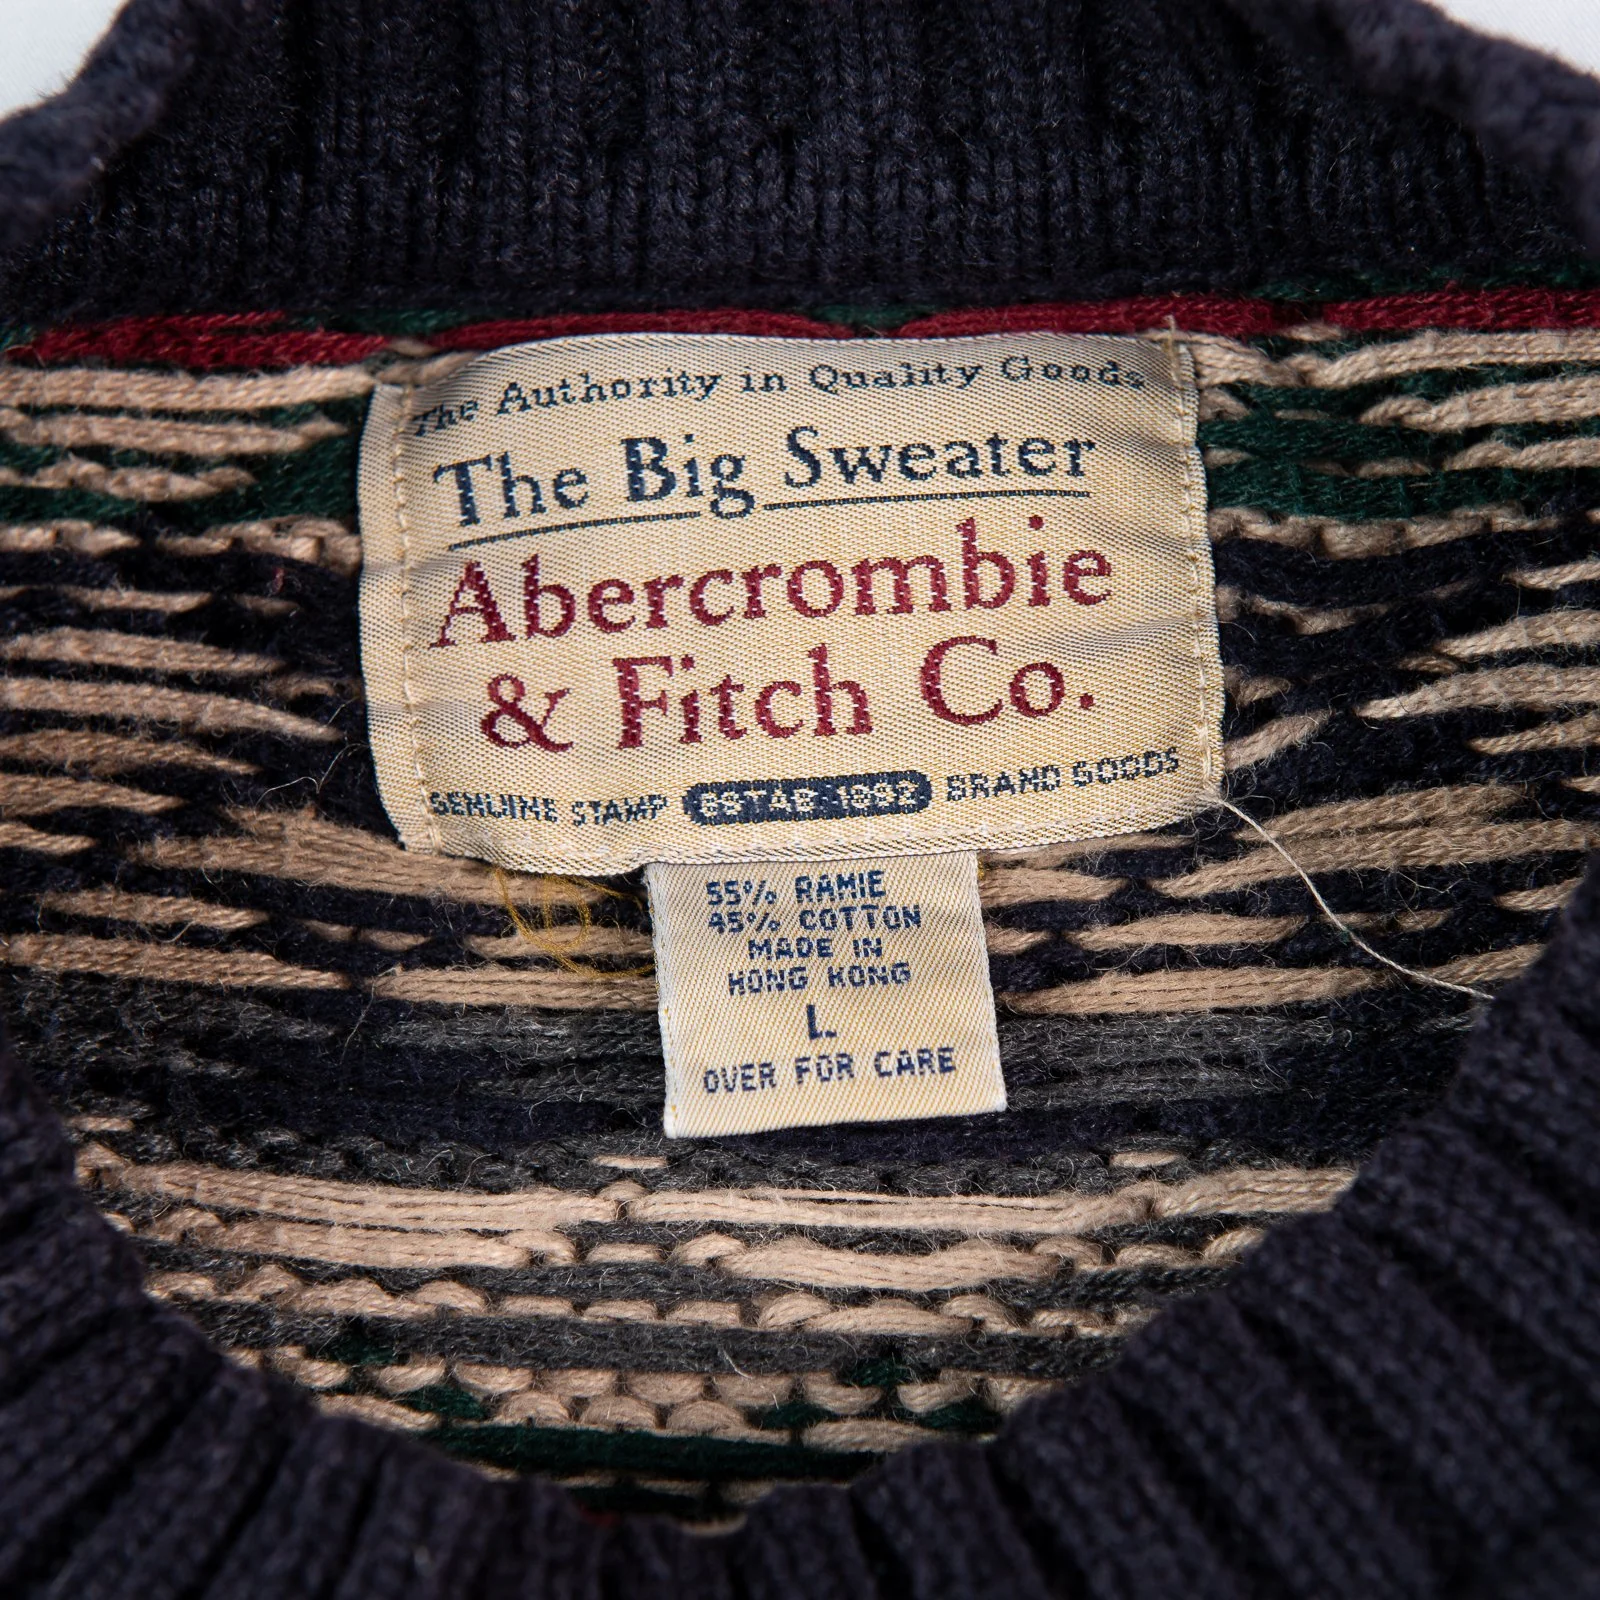 The Authority in Quality Goods
The Big Sweater
Abercrombie
& Fitch Co.
GENUINE STAMP ESTAB 1892 BRAND GOODS
55% RAMIE
45% COTTON
MADE IN
HONG KONG
L
OVER FOR CARE